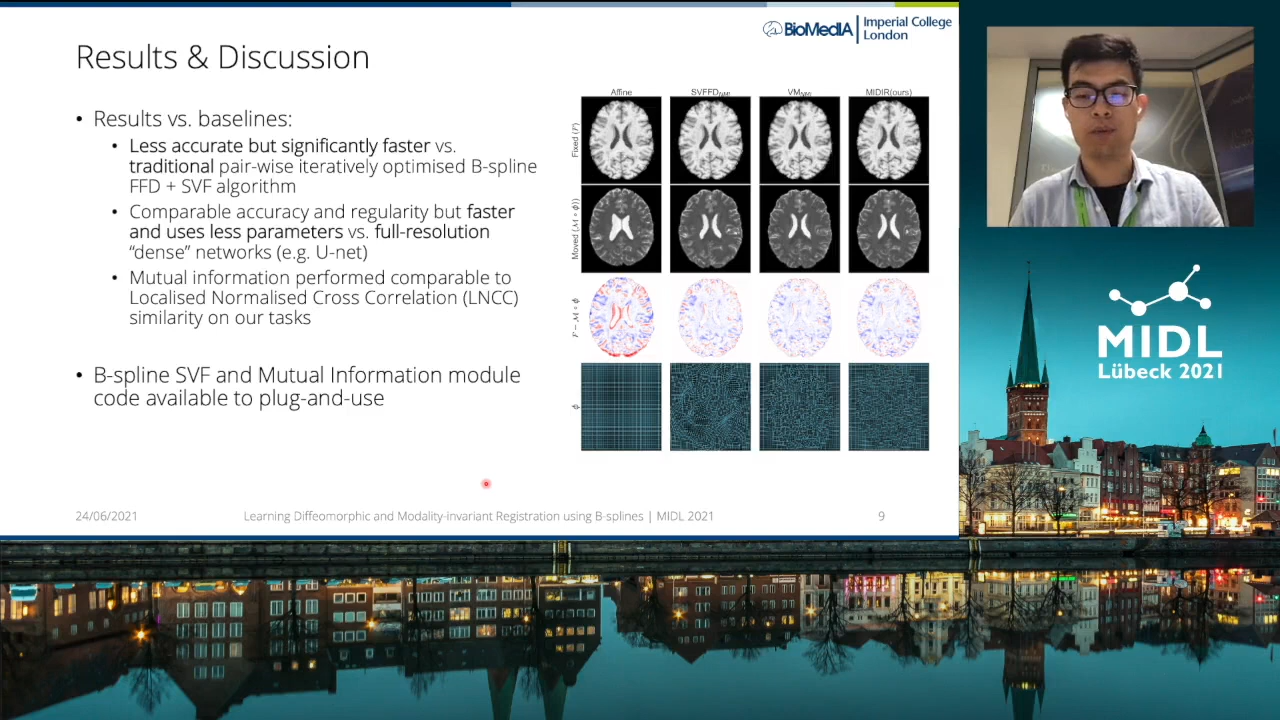 BioMedIA
Imperial College
London
Results & Discussion
• Results vs. baselines:
• Less accurate but significantly faster vs.
traditional pair-wise iteratively optimised B-spline
FFD + SVF algorithm
• Comparable accuracy and regularity but faster
and uses less parameters vs. full-resolution
“dense” networks (e.g. U-net)
• Mutual information performed comparable to
Localised Normalised Cross Correlation (LNCC)
similarity on our tasks
• B-spline SVF and Mutual Information module
code available to plug-and-use
Affine SVFFD_NMI VM_NMI MIDIR(ours)
Fixed (F)
Moved (M ∘ ϕ)
F − M ∘ ϕ
ϕ
24/06/2021 Learning Diffeomorphic and Modality-invariant Registration using B-splines | MIDL 2021 9
MIDL
Lübeck 2021